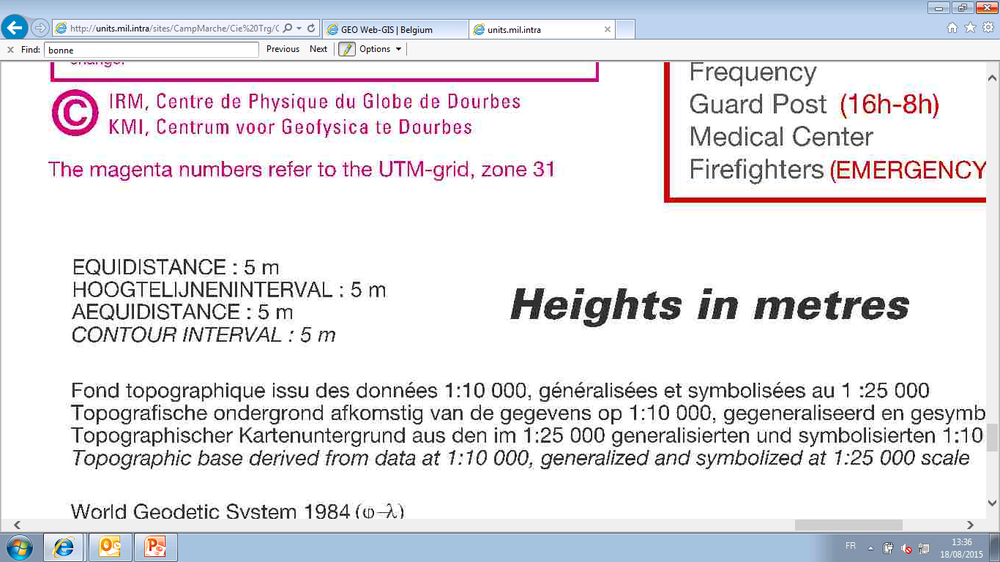 http://units.mil.intra/sites/CampMarche/Cie%20Trg/
GEO Web-GIS | Belgium
units.mil.intra
Find: bonne
Previous Next Options
IRM, Centre de Physique du Globe de Dourbes
KMI, Centrum voor Geofysica te Dourbes
The magenta numbers refer to the UTM-grid, zone 31
Frequency
Guard Post (16h-8h)
Medical Center
Firefighters (EMERGENCY
EQUIDISTANCE : 5 m
HOOGTELIJNENINTERVAL : 5 m
AEQUIDISTANCE : 5 m
CONTOUR INTERVAL : 5 m
Heights in metres
Fond topographique issu des données 1:10 000, généralisées et symbolisées au 1 :25 000
Topografische ondergrond afkomstig van de gegevens op 1:10 000, gegeneraliseerd en gesymb
Topographischer Kartenuntergrund aus den im 1:25 000 generalisierten und symbolisierten 1:10
Topographic base derived from data at 1:10 000, generalized and symbolized at 1:25 000 scale
World Geodetic System 1984 (φ–λ)
FR
13:36
18/08/2015